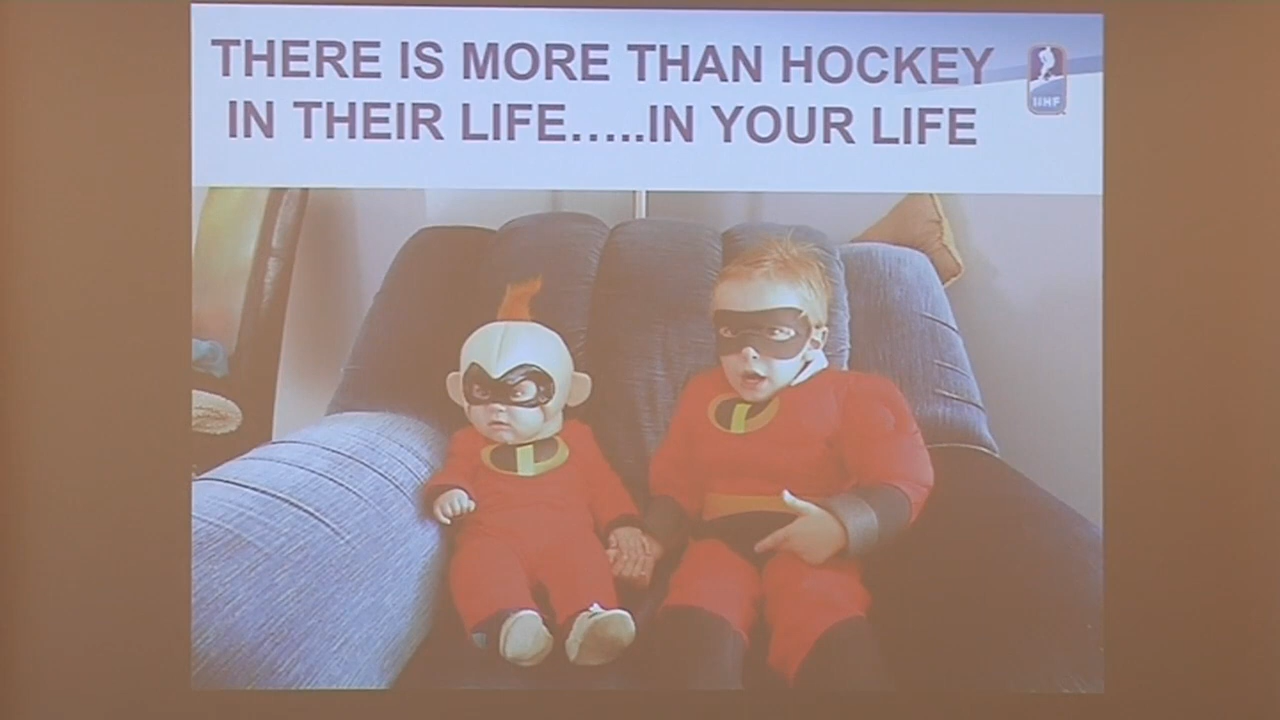 THERE IS MORE THAN HOCKEY
IN THEIR LIFE…..IN YOUR LIFE
IIHF